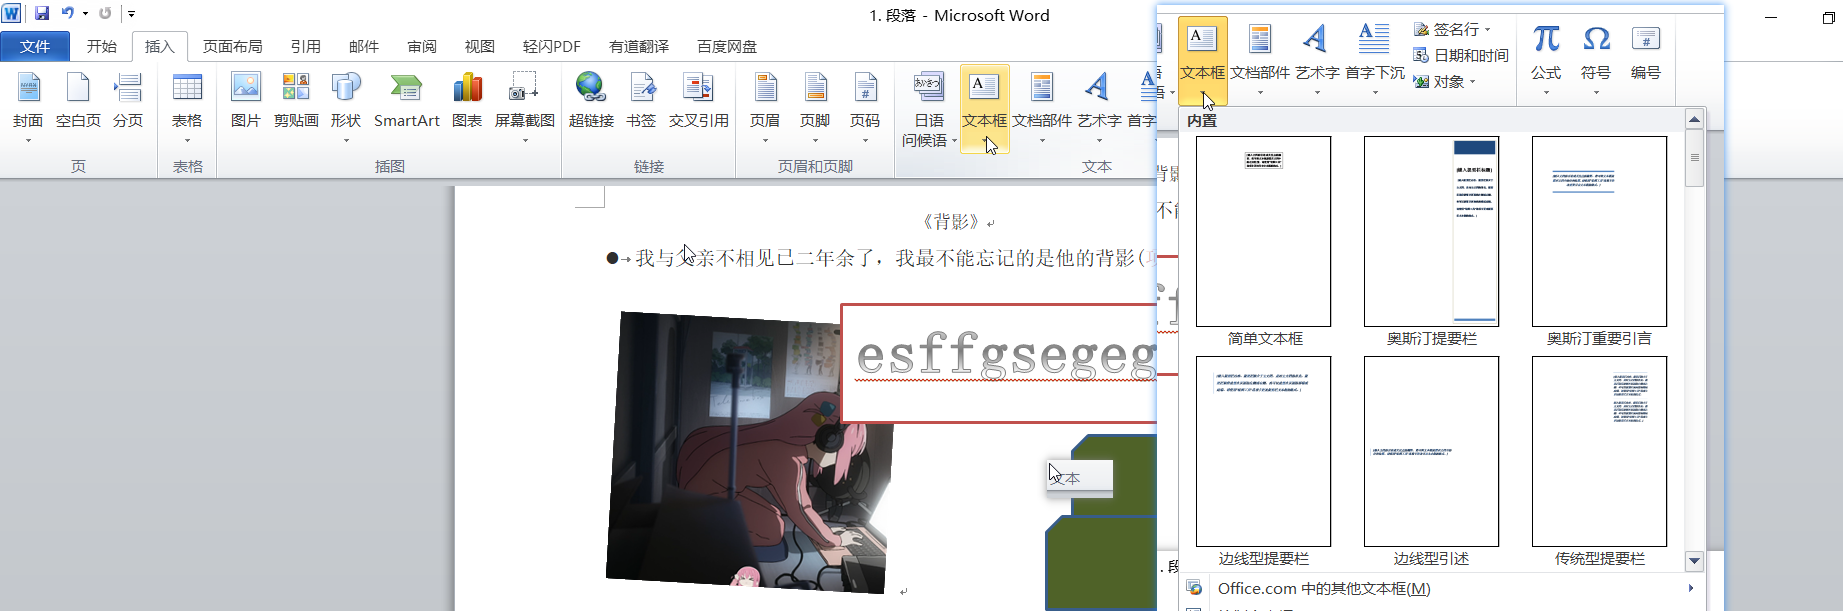 1. 段落 - Microsoft Word
文件 开始 插入 页面布局 引用 邮件 审阅 视图 轻闪PDF 有道翻译 百度网盘
封面 空白页 分页 表格 图片 剪贴画 形状 SmartArt 图表 屏幕截图 超链接 书签 交叉引用 页眉 页脚 页码 日语 文本框 文档部件 艺术字 首字
问候语
页 表格 插图 链接 页眉和页脚 文本
《背影》
我与父亲不相见已二年余了，我最不能忘记的是他的背影(
esffgsegeg
文本
文本框 文档部件 艺术字 首字下沉 签名行 日期和时间 对象 公式 符号 编号
内置
简单文本框 奥斯汀提要栏 奥斯汀重要引言
边线型提要栏 边线型引述 传统型提要栏
Office.com 中的其他文本框(M)